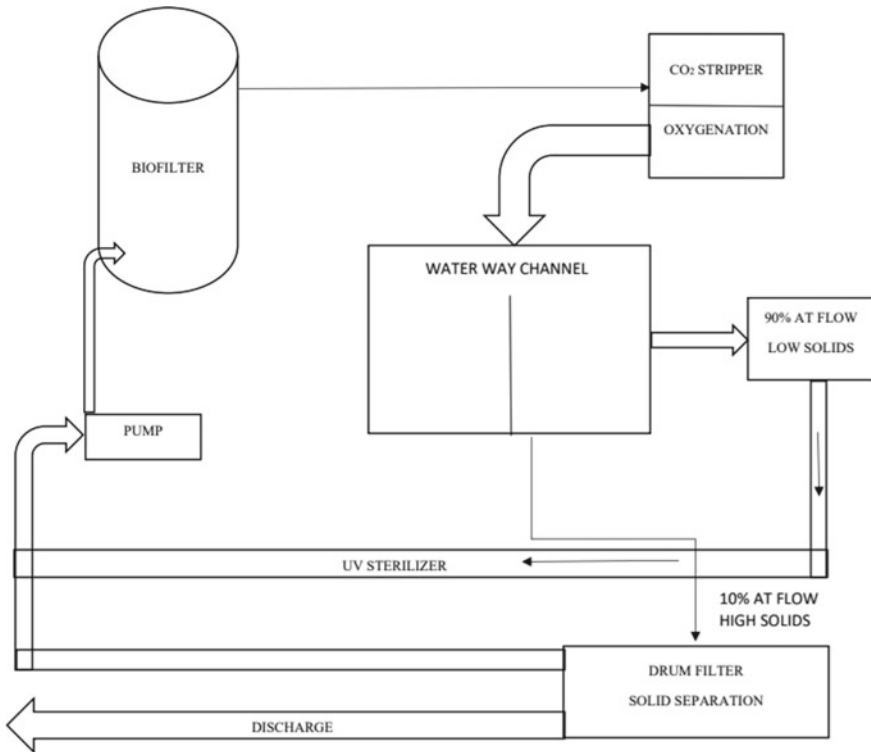 CO₂ STRIPPER
OXYGENATION
BIOFILTER
WATER WAY CHANNEL
90% AT FLOW
LOW SOLIDS
PUMP
UV STERILIZER
10% AT FLOW
HIGH SOLIDS
DRUM FILTER
SOLID SEPARATION
DISCHARGE